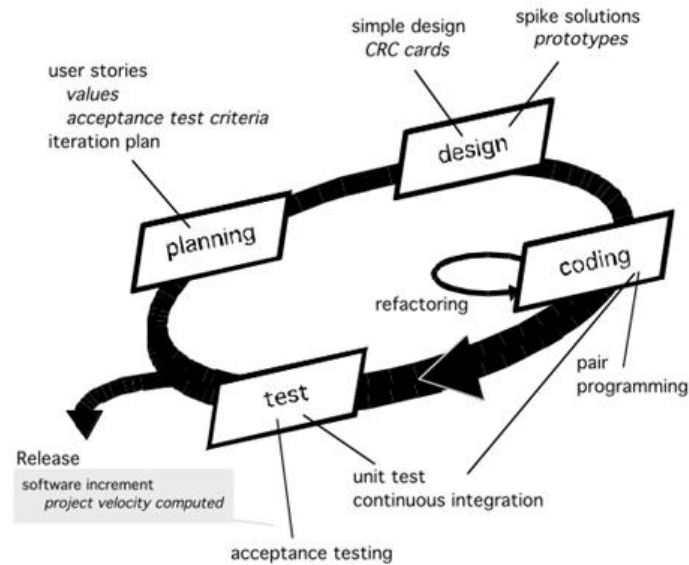 spike solutions
prototypes
simple design
CRC cards
user stories
values
acceptance test criteria
iteration plan
design
planning
coding
refactoring
test
pair
programming
Release
software increment
project velocity computed
unit test
continuous integration
acceptance testing